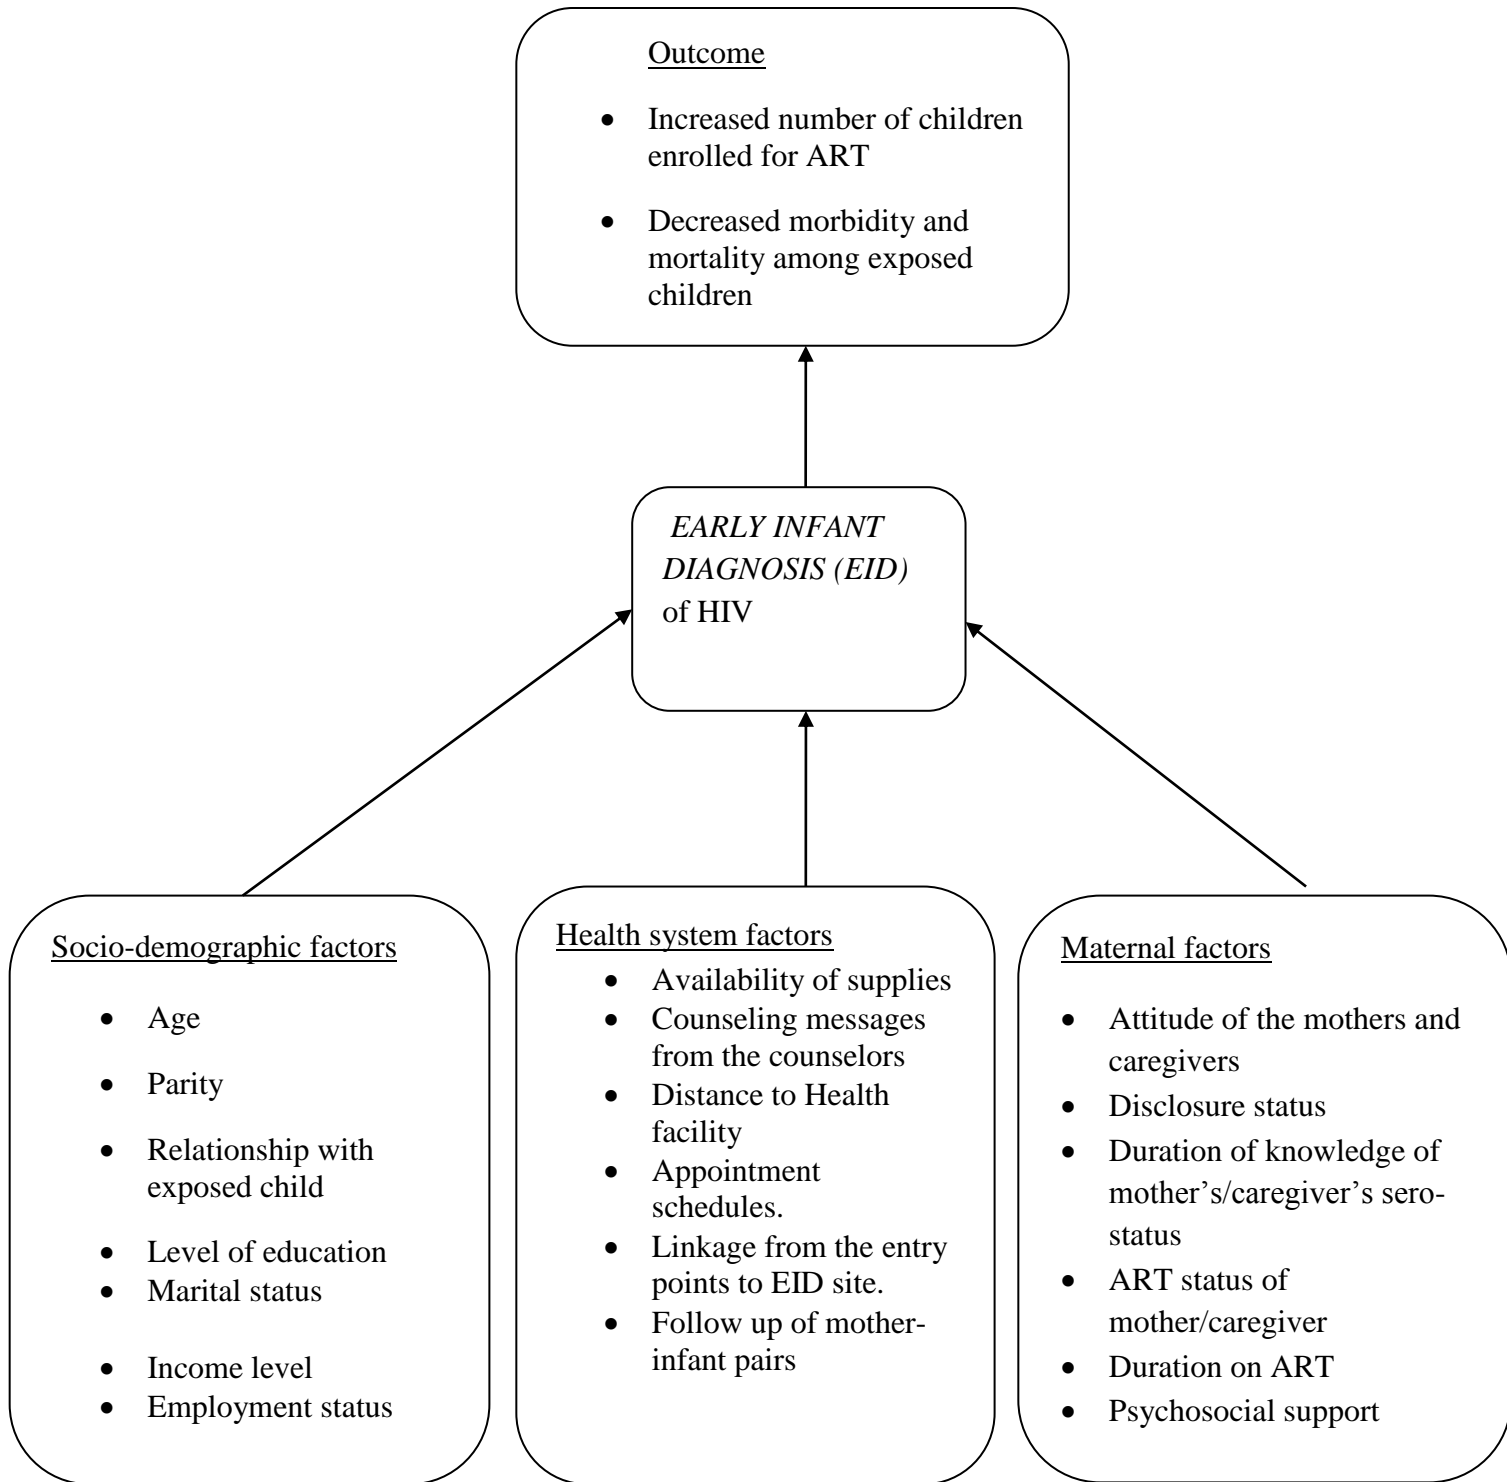 Outcome
• Increased number of children
enrolled for ART
• Decreased morbidity and
mortality among exposed
children
EARLY INFANT
DIAGNOSIS (EID)
of HIV
Socio-demographic factors
• Age
• Parity
• Relationship with
exposed child
• Level of education
• Marital status
• Income level
• Employment status
Health system factors
• Availability of supplies
• Counseling messages
from the counselors
• Distance to Health
facility
• Appointment
schedules.
• Linkage from the entry
points to EID site.
• Follow up of mother-
infant pairs
Maternal factors
• Attitude of the mothers and
caregivers
• Disclosure status
• Duration of knowledge of
mother’s/caregiver’s sero-
status
• ART status of
mother/caregiver
• Duration on ART
• Psychosocial support